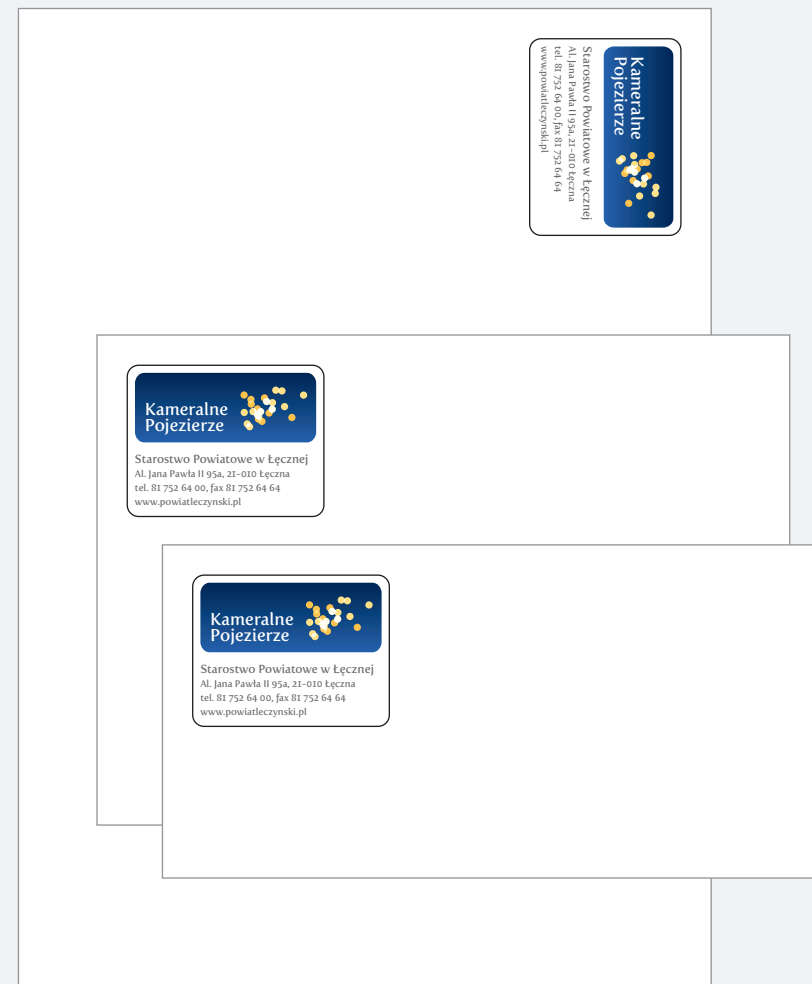 Kameralne
Pojezierze
Starostwo Powiatowe w Łęcznej
Al. Jana Pawła II 95a, 21-010 Łęczna
tel. 81 752 64 00, fax 81 752 64 64
www.powiatleczynski.pl
Kameralne
Pojezierze
Starostwo Powiatowe w Łęcznej
Al. Jana Pawła II 95a, 21-010 Łęczna
tel. 81 752 64 00, fax 81 752 64 64
www.powiatleczynski.pl
Kameralne
Pojezierze
Starostwo Powiatowe w Łęcznej
Al. Jana Pawła II 95a, 21-010 Łęczna
tel. 81 752 64 00, fax 81 752 64 64
www.powiatleczynski.pl